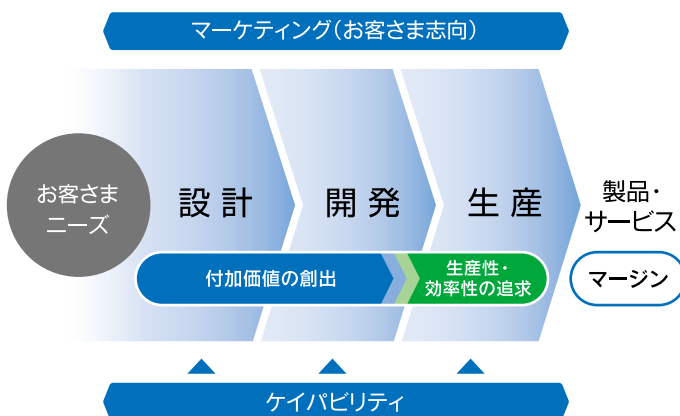 マーケティング(お客さま志向)
お客さま
ニーズ
設計
開発
生産
製品・
サービス
付加価値の創出
生産性・
効率性の追求
マージン
ケイパビリティ